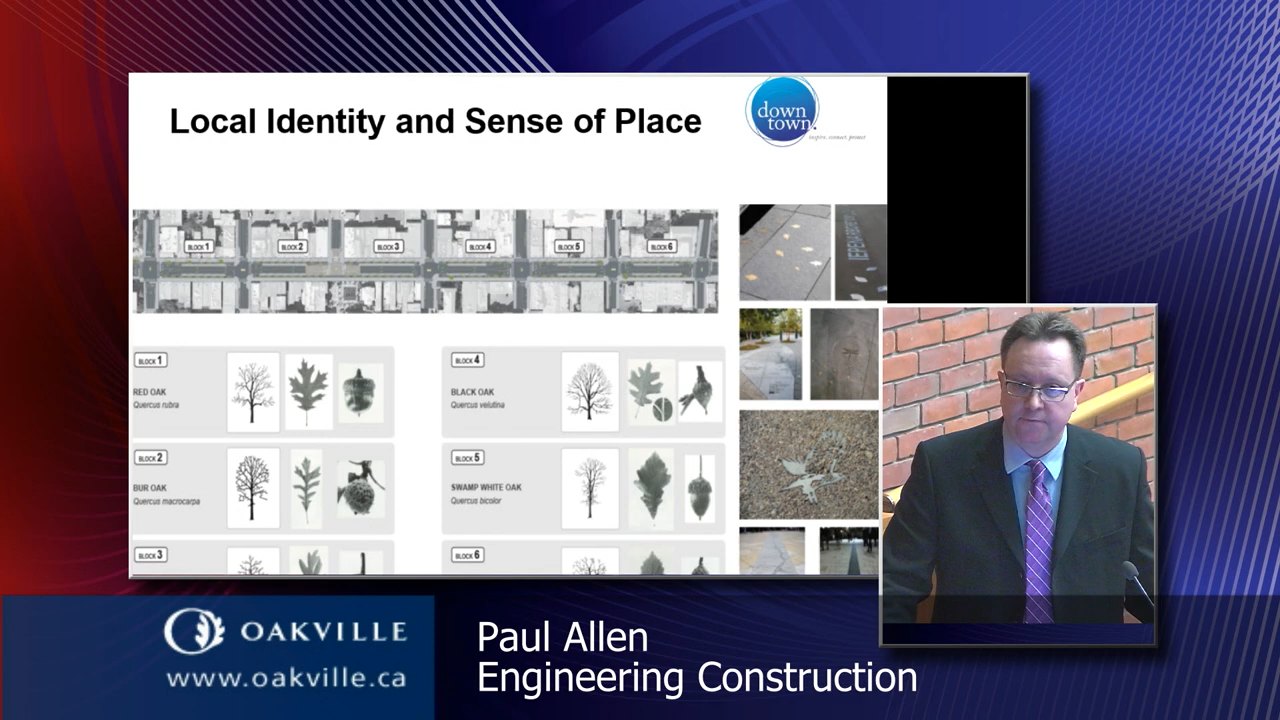 Local Identity and Sense of Place
down
town.
inspire. connect. protect
BLOCK 1
BLOCK 2
BLOCK 3
BLOCK 4
BLOCK 5
BLOCK 6
BLOCK 1
RED OAK
Quercus rubra
BLOCK 4
BLACK OAK
Quercus velutina
BLOCK 2
BUR OAK
Quercus macrocarpa
BLOCK 5
SWAMP WHITE OAK
Quercus bicolor
BLOCK 3
BLOCK 6
OAKVILLE
www.oakville.ca
Paul Allen
Engineering Construction